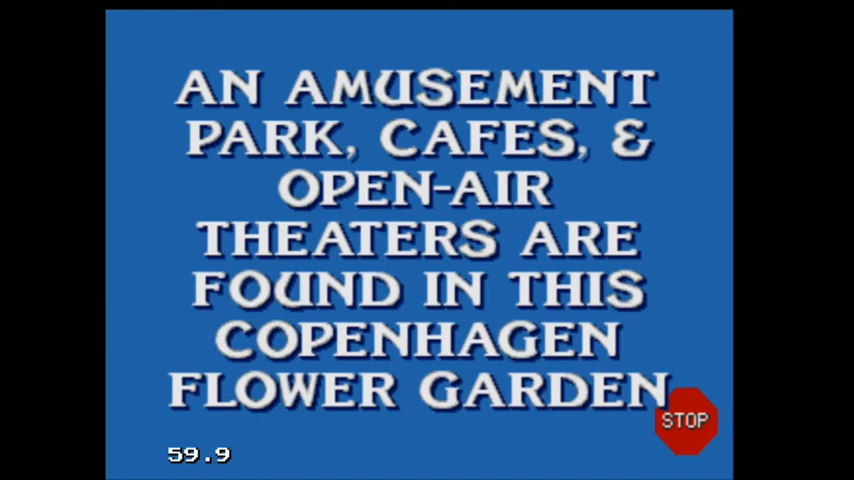 AN AMUSEMENT
PARK, CAFES, &
OPEN-AIR
THEATERS ARE
FOUND IN THIS
COPENHAGEN
FLOWER GARDEN
STOP
59.9